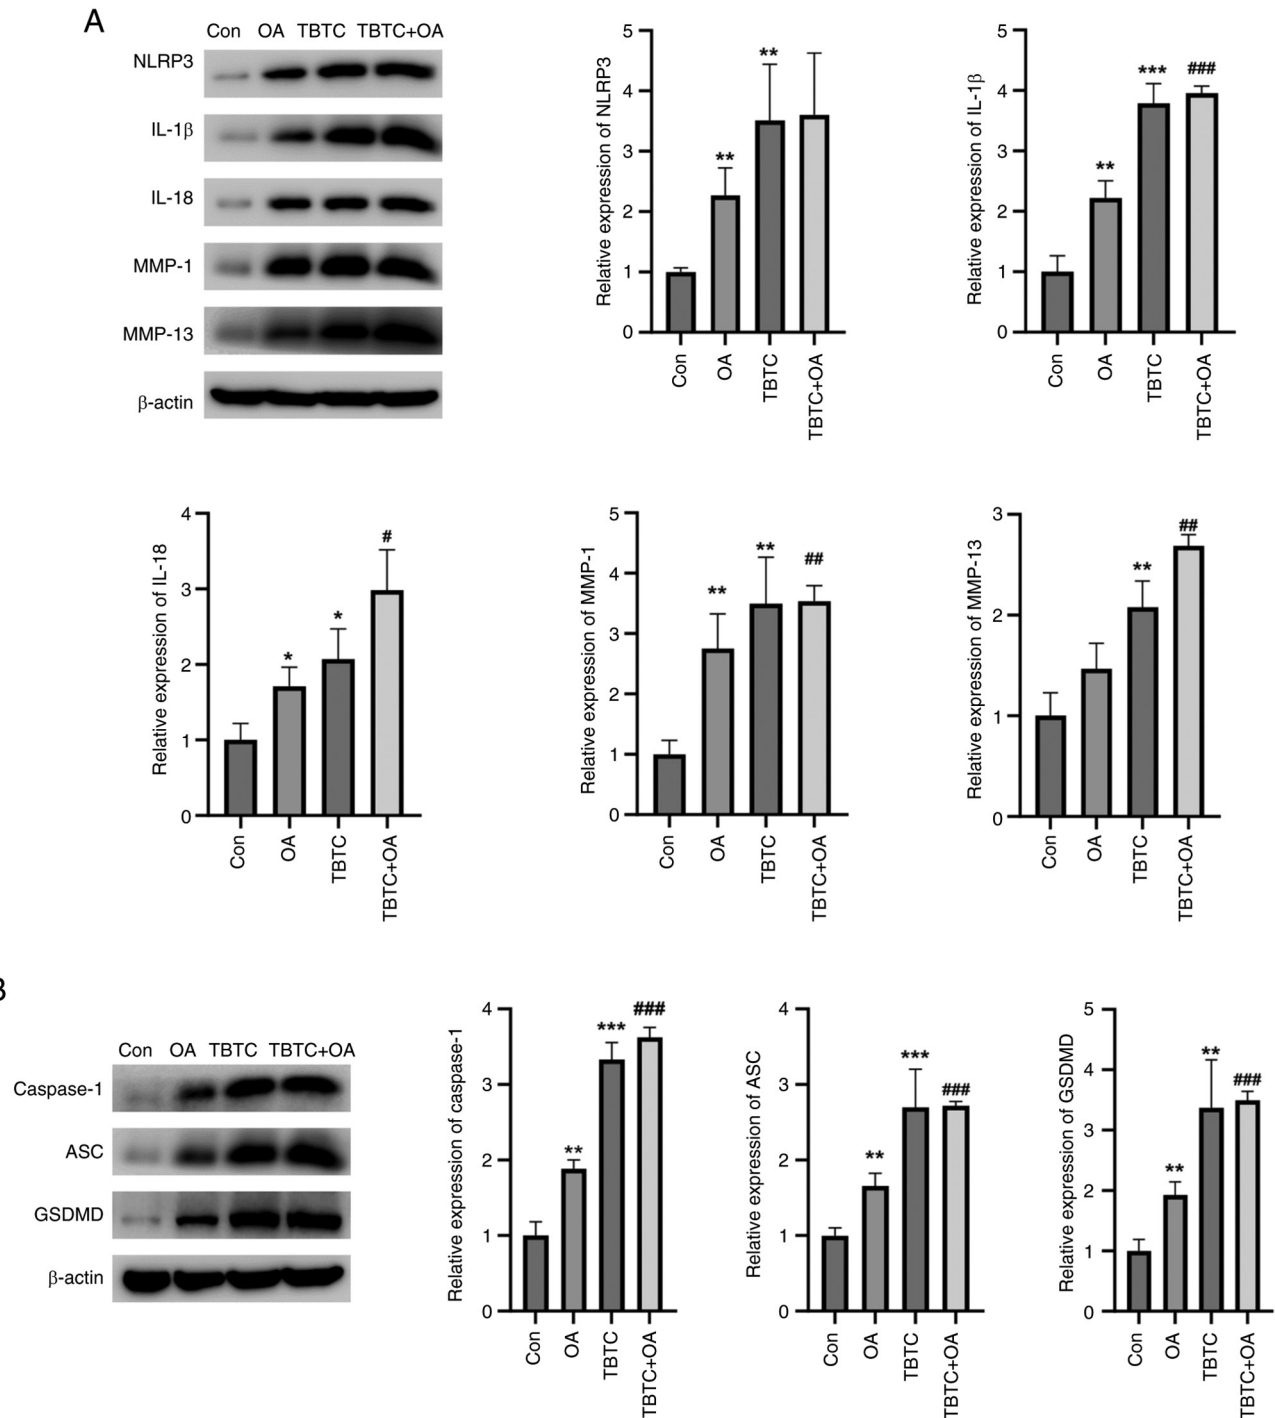 A
Con OA TBTC TBTC+OA
NLRP3
IL-1β
IL-18
MMP-1
MMP-13
β-actin
Relative expression of NLRP3
5
4
3
2
1
0
**
**
Con
OA
TBTC
TBTC+OA
Relative expression of IL-1β
5
4
3
2
1
0
**
***
###
Con
OA
TBTC
TBTC+OA
Relative expression of IL-18
4
3
2
1
0
*
*
#
Con
OA
TBTC
TBTC+OA
Relative expression of MMP-1
5
4
3
2
1
0
**
**
##
Con
OA
TBTC
TBTC+OA
Relative expression of MMP-13
3
2
1
0
**
##
Con
OA
TBTC
TBTC+OA
B
Con OA TBTC TBTC+OA
Caspase-1
ASC
GSDMD
β-actin
Relative expression of caspase-1
4
3
2
1
0
**
***
###
Con
OA
TBTC
TBTC+OA
Relative expression of ASC
4
3
2
1
0
**
***
###
Con
OA
TBTC
TBTC+OA
Relative expression of GSDMD
5
4
3
2
1
0
**
**
###
Con
OA
TBTC
TBTC+OA